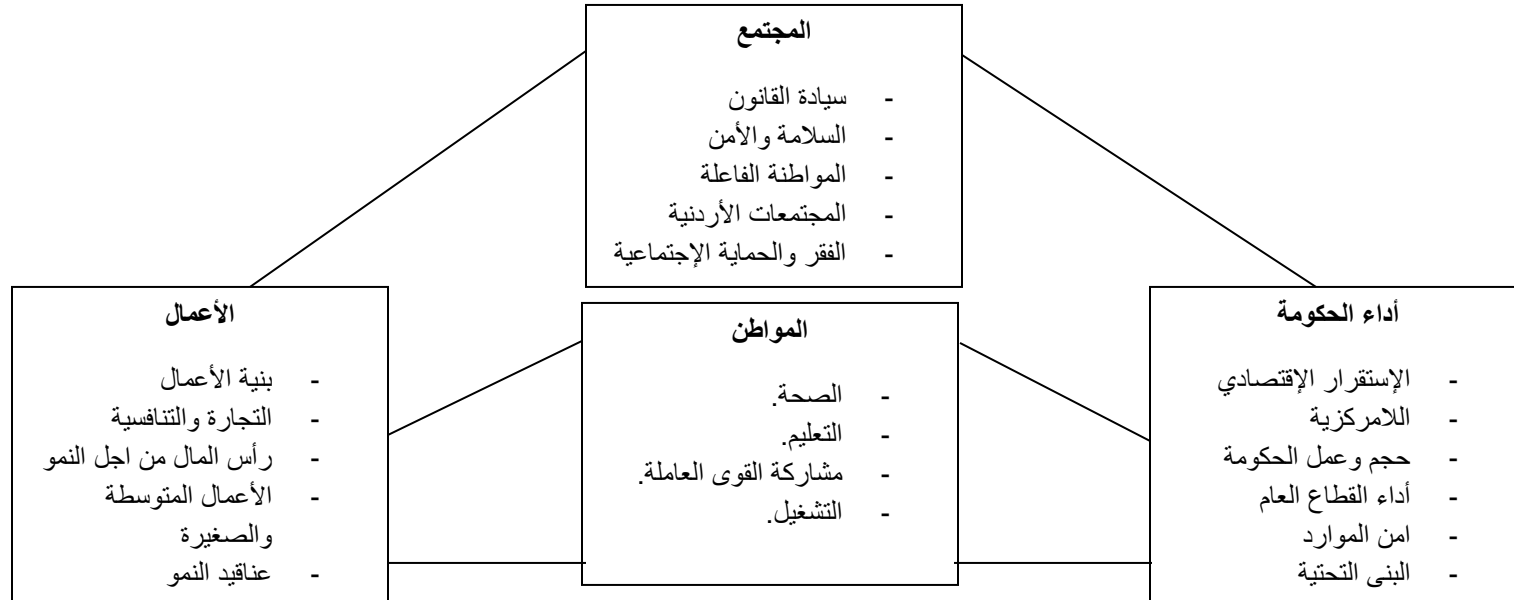 المجتمع
- سيادة القانون
- السلامة والأمن
- المواطنة الفاعلة
- المجتمعات الأردنية
- الفقر والحماية الإجتماعية
أداء الحكومة
- الإستقرار الإقتصادي
- اللامركزية
- حجم وعمل الحكومة
- أداء القطاع العام
- امن الموارد
- البنى التحتية
المواطن
- الصحة.
- التعليم.
- مشاركة القوى العاملة.
- التشغيل.
الأعمال
- بنية الأعمال
- التجارة والتنافسية
- رأس المال من اجل النمو
- الأعمال المتوسطة
والصغيرة
- عناقيد النمو